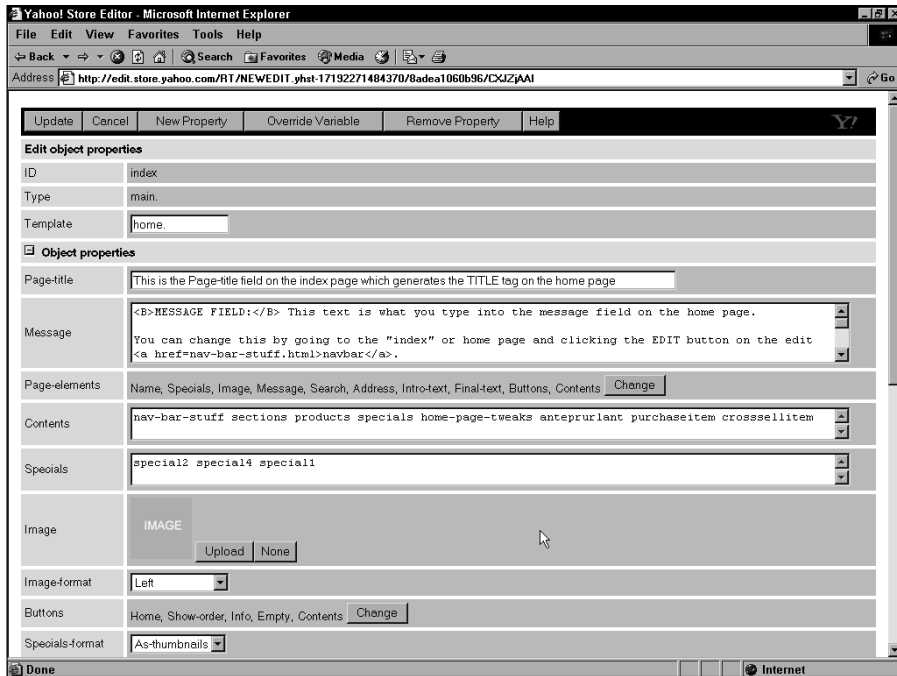 Yahoo! Store Editor - Microsoft Internet Explorer
File Edit View Favorites Tools Help
Back Search Favorites Media
Address http://edit.store.yahoo.com/RT/NEWEDIT.yhst-17192271484370/8adea1060b96/CXJZjAAI Go
Update Cancel New Property Override Variable Remove Property Help Y!
Edit object properties
ID index
Type main.
Template home.
Object properties
Page-title This is the Page-title field on the index page which generates the TITLE tag on the home page
Message <B>MESSAGE FIELD:</B> This text is what you type into the message field on the home page.
You can change this by going to the "index" or home page and clicking the EDIT button on the edit
<a href=nav-bar-stuff.html>navbar</a>.
Page-elements Name, Specials, Image, Message, Search, Address, Intro-text, Final-text, Buttons, Contents Change
Contents nav-bar-stuff sections products specials home-page-tweaks anteprurlant purchaseitem crosssellitem
Specials special2 special4 special1
Image IMAGE Upload None
Image-format Left
Buttons Home, Show-order, Info, Empty, Contents Change
Specials-format As-thumbnails
Done Internet